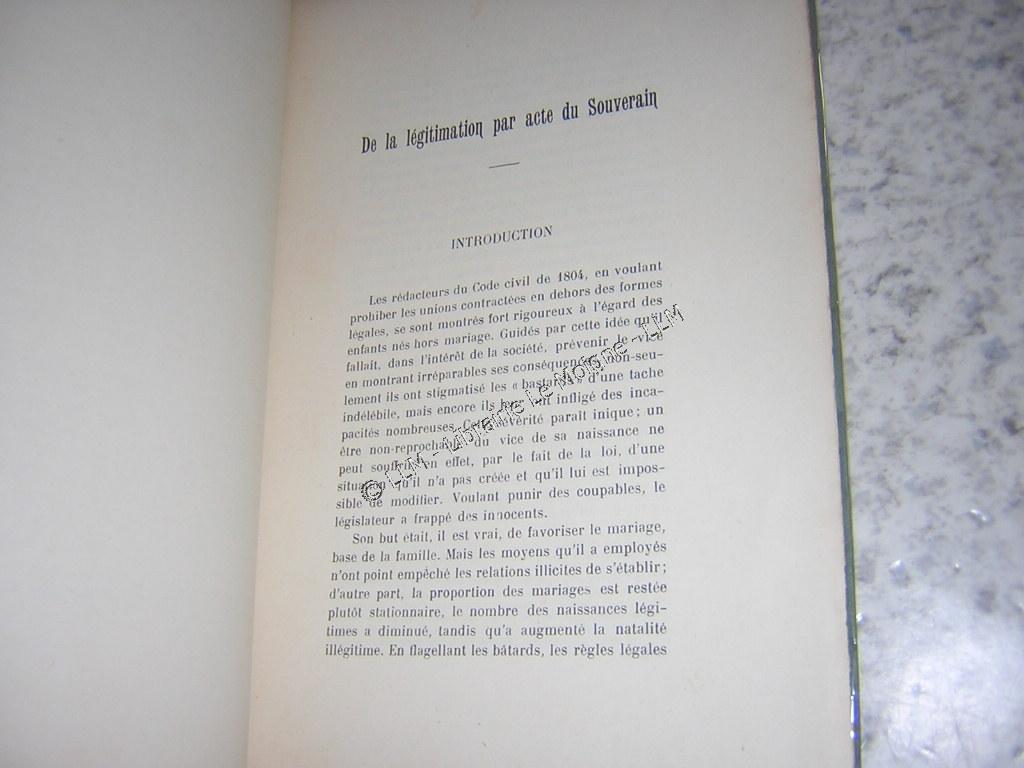 De la légitimation par acte du Souverain
INTRODUCTION
Les rédacteurs du Code civil de 1804, en voulant
prohiber les unions contractées en dehors des formes
légales, se sont montrés fort rigoureux à l'égard des
enfants nés hors mariage. Guidés par cette idée qu'il
fallait, dans l'intérêt de la société, prévenir le vice
en montrant irréparables ses conséquences, non-seu-
lement ils ont stigmatisé les « bastards » d'une tache
indélébile, mais encore ils leur ont infligé des inca-
pacités nombreuses. Cette sévérité paraît inique ; un
être non-reprochable du vice de sa naissance ne
peut souffrir, en effet, par le fait de la loi, d'une
situation qu'il n'a pas créée et qu'il lui est impos-
sible de modifier. Voulant punir des coupables, le
législateur a frappé des innocents.
Son but était, il est vrai, de favoriser le mariage,
base de la famille. Mais les moyens qu'il a employés
n'ont point empêché les relations illicites de s'établir ;
d'autre part, la proportion des mariages est restée
plutôt stationnaire, le nombre des naissances légi-
times a diminué, tandis qu'a augmenté la natalité
illégitime. En flagellant les bâtards, les règles légales
© LLM - Librairie Le Moigne - LLM